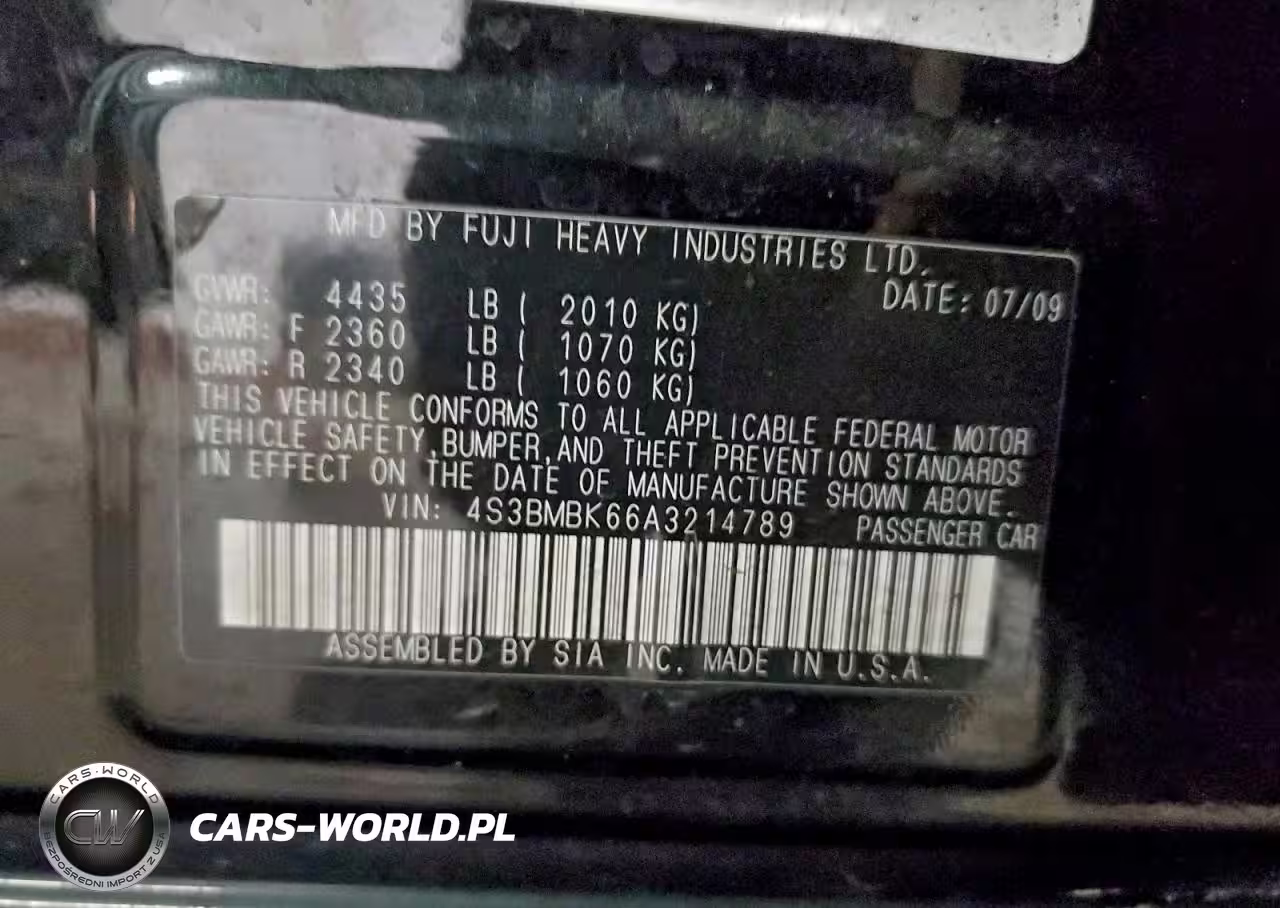 MFD BY FUJI HEAVY INDUSTRIES LTD.
DATE: 07/09
GVWR: 4435 LB ( 2010 KG)
GAWR: F 2360 LB ( 1070 KG)
GAWR: R 2340 LB ( 1060 KG)
THIS VEHICLE CONFORMS TO ALL APPLICABLE FEDERAL MOTOR
VEHICLE SAFETY, BUMPER, AND THEFT PREVENTION STANDARDS
IN EFFECT ON THE DATE OF MANUFACTURE SHOWN ABOVE.
VIN: 4S3BMBK66A3214789 PASSENGER CAR
ASSEMBLED BY SIA INC. MADE IN U.S.A.
CARS-WORLD
CW
BEZPOŚREDNI IMPORT Z USA
CARS-WORLD.PL